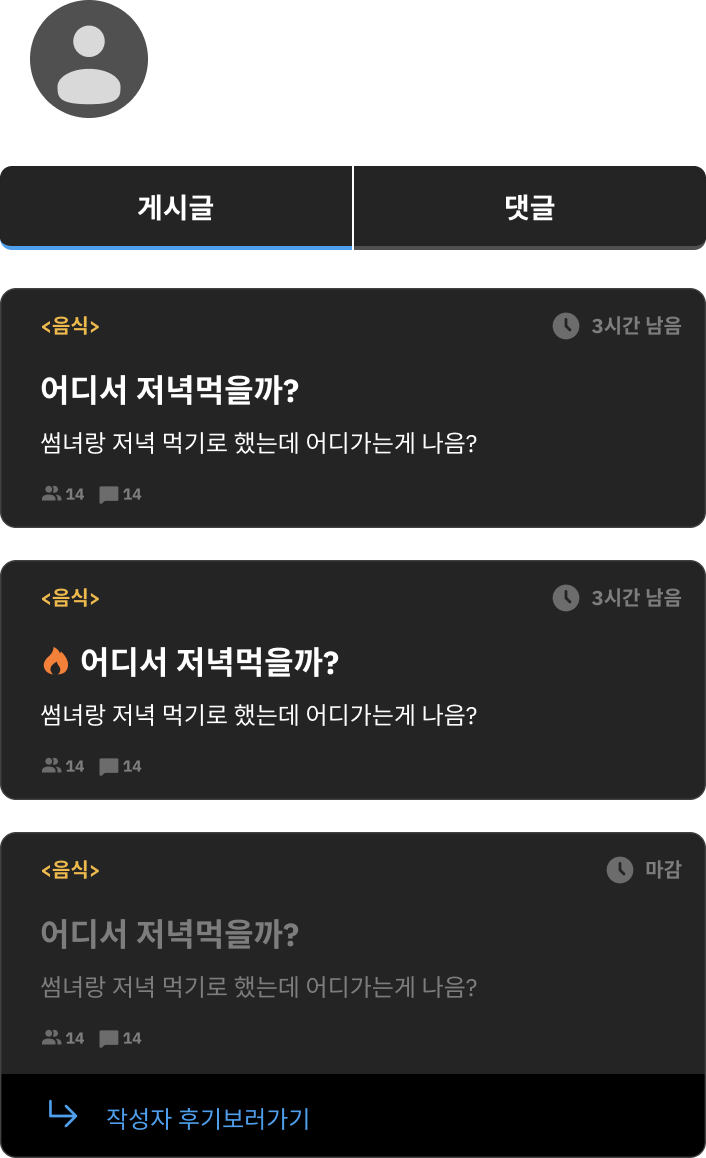 게시글 댓글
<음식> 3시간 남음
어디서 저녁먹을까?
썸녀랑 저녁 먹기로 했는데 어디가는게 나음?
14 14
<음식> 3시간 남음
어디서 저녁먹을까?
썸녀랑 저녁 먹기로 했는데 어디가는게 나음?
14 14
<음식> 마감
어디서 저녁먹을까?
썸녀랑 저녁 먹기로 했는데 어디가는게 나음?
14 14
작성자 후기보러가기